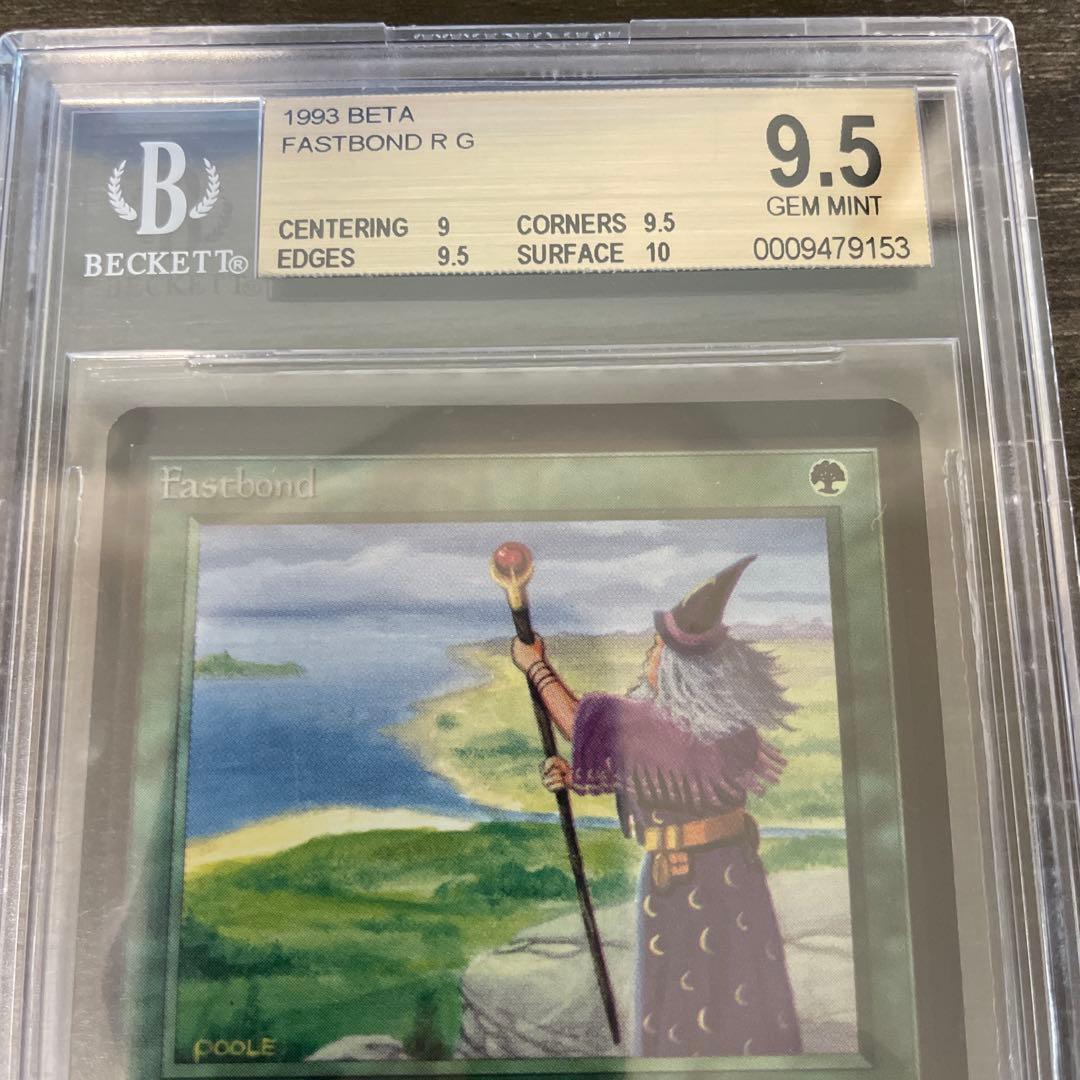 1993 BETA
FASTBOND R G
9.5
GEM MINT
CENTERING 9 CORNERS 9.5
EDGES 9.5 SURFACE 10
0009479153
B
BECKETT®
Fastbond
POOLE